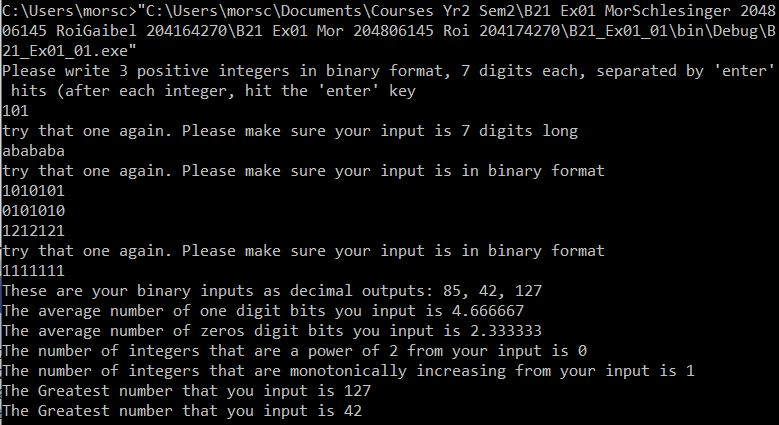 C:\Users\morsc>"C:\Users\morsc\Documents\Courses Yr2 Sem2\B21 Ex01 MorSchlesinger 2048
06145 RoiGaibel 204164270\B21 Ex01 Mor 204806145 Roi 204174270\B21_Ex01_01\bin\Debug\B
21_Ex01_01.exe"
Please write 3 positive integers in binary format, 7 digits each, separated by 'enter'
 hits (after each integer, hit the 'enter' key
101
try that one again. Please make sure your input is 7 digits long
abababa
try that one again. Please make sure your input is in binary format
1010101
0101010
1212121
try that one again. Please make sure your input is in binary format
1111111
These are your binary inputs as decimal outputs: 85, 42, 127
The average number of one digit bits you input is 4.666667
The average number of zeros digit bits you input is 2.333333
The number of integers that are a power of 2 from your input is 0
The number of integers that are monotonically increasing from your input is 1
The Greatest number that you input is 127
The Greatest number that you input is 42